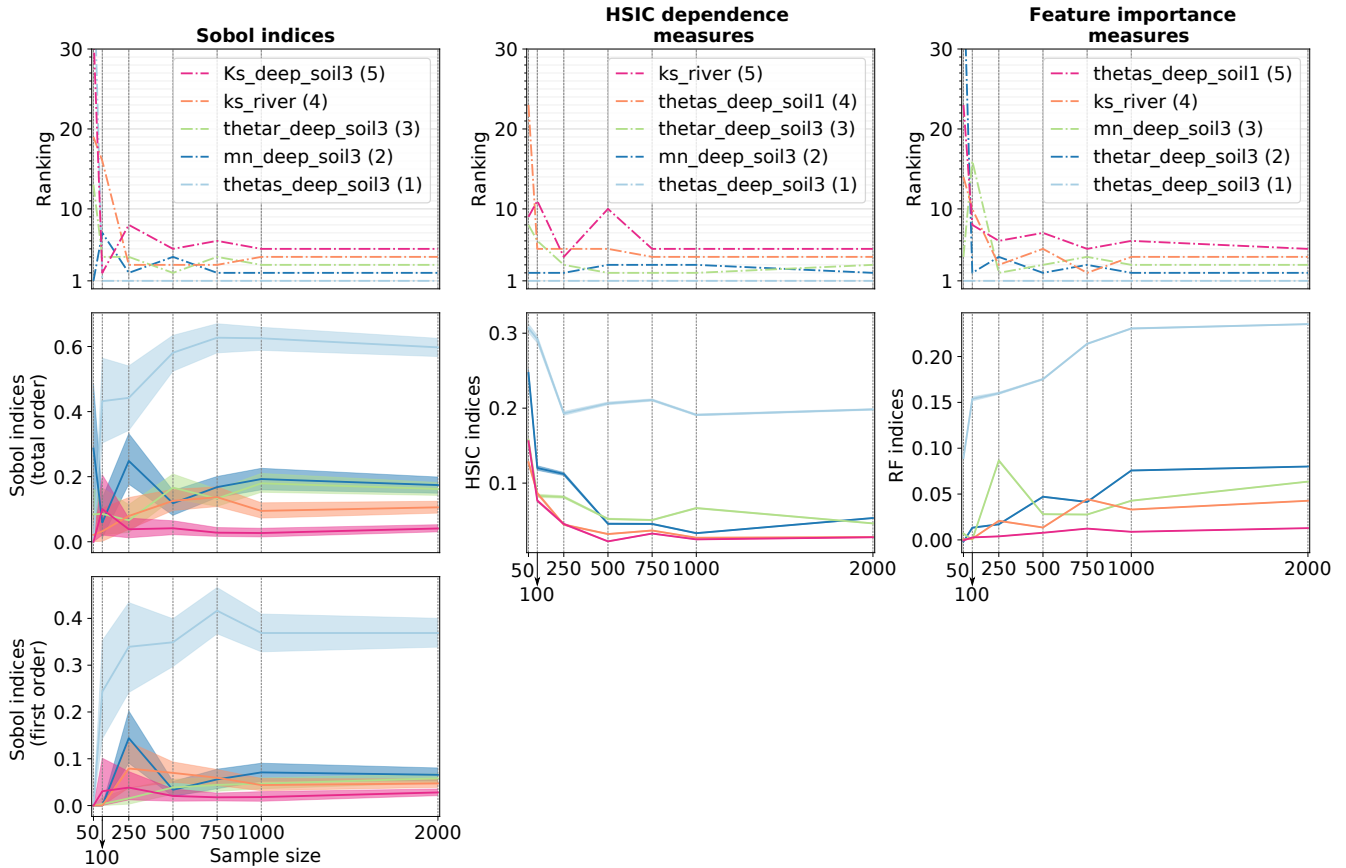 Sobol indices
HSIC dependence
measures
Feature importance
measures
Ranking
30
20
10
1
Ks_deep_soil3 (5)
ks_river (4)
thetar_deep_soil3 (3)
mn_deep_soil3 (2)
thetas_deep_soil3 (1)
Ranking
30
20
10
1
ks_river (5)
thetas_deep_soil1 (4)
thetar_deep_soil3 (3)
mn_deep_soil3 (2)
thetas_deep_soil3 (1)
Ranking
30
20
10
1
thetas_deep_soil1 (5)
ks_river (4)
mn_deep_soil3 (3)
thetar_deep_soil3 (2)
thetas_deep_soil3 (1)
Sobol indices
(total order)
0.6
0.4
0.2
0.0
HSIC indices
0.3
0.2
0.1
50 250 500 750 1000 2000
100
RF indices
0.20
0.15
0.10
0.05
0.00
50 250 500 750 1000 2000
100
Sobol indices
(first order)
0.4
0.3
0.2
0.1
0.0
50 250 500 750 1000 2000
100
Sample size